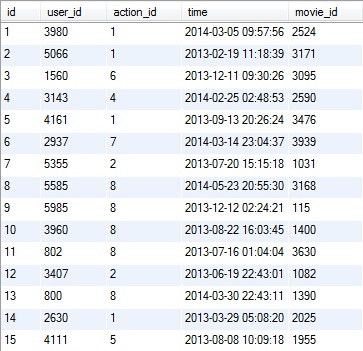 id user_id action_id time movie_id
1 3980 1 2014-03-05 09:57:56 2524
2 5066 1 2013-02-19 11:18:39 3171
3 1560 6 2013-12-11 09:30:26 3095
4 3143 4 2014-02-25 02:48:53 2590
5 4161 1 2013-09-13 20:26:24 3476
6 2937 7 2014-03-14 23:04:37 3939
7 5355 2 2013-07-20 15:15:18 1031
8 5585 8 2014-05-23 20:55:30 3168
9 5985 8 2013-12-12 02:24:21 115
10 3960 8 2013-08-22 16:03:45 1400
11 802 8 2013-07-16 01:04:04 3630
12 3407 2 2013-06-19 22:43:01 1082
13 800 8 2014-03-30 22:43:11 1390
14 2630 1 2013-03-29 05:08:20 2025
15 4111 5 2013-08-08 10:09:18 1955